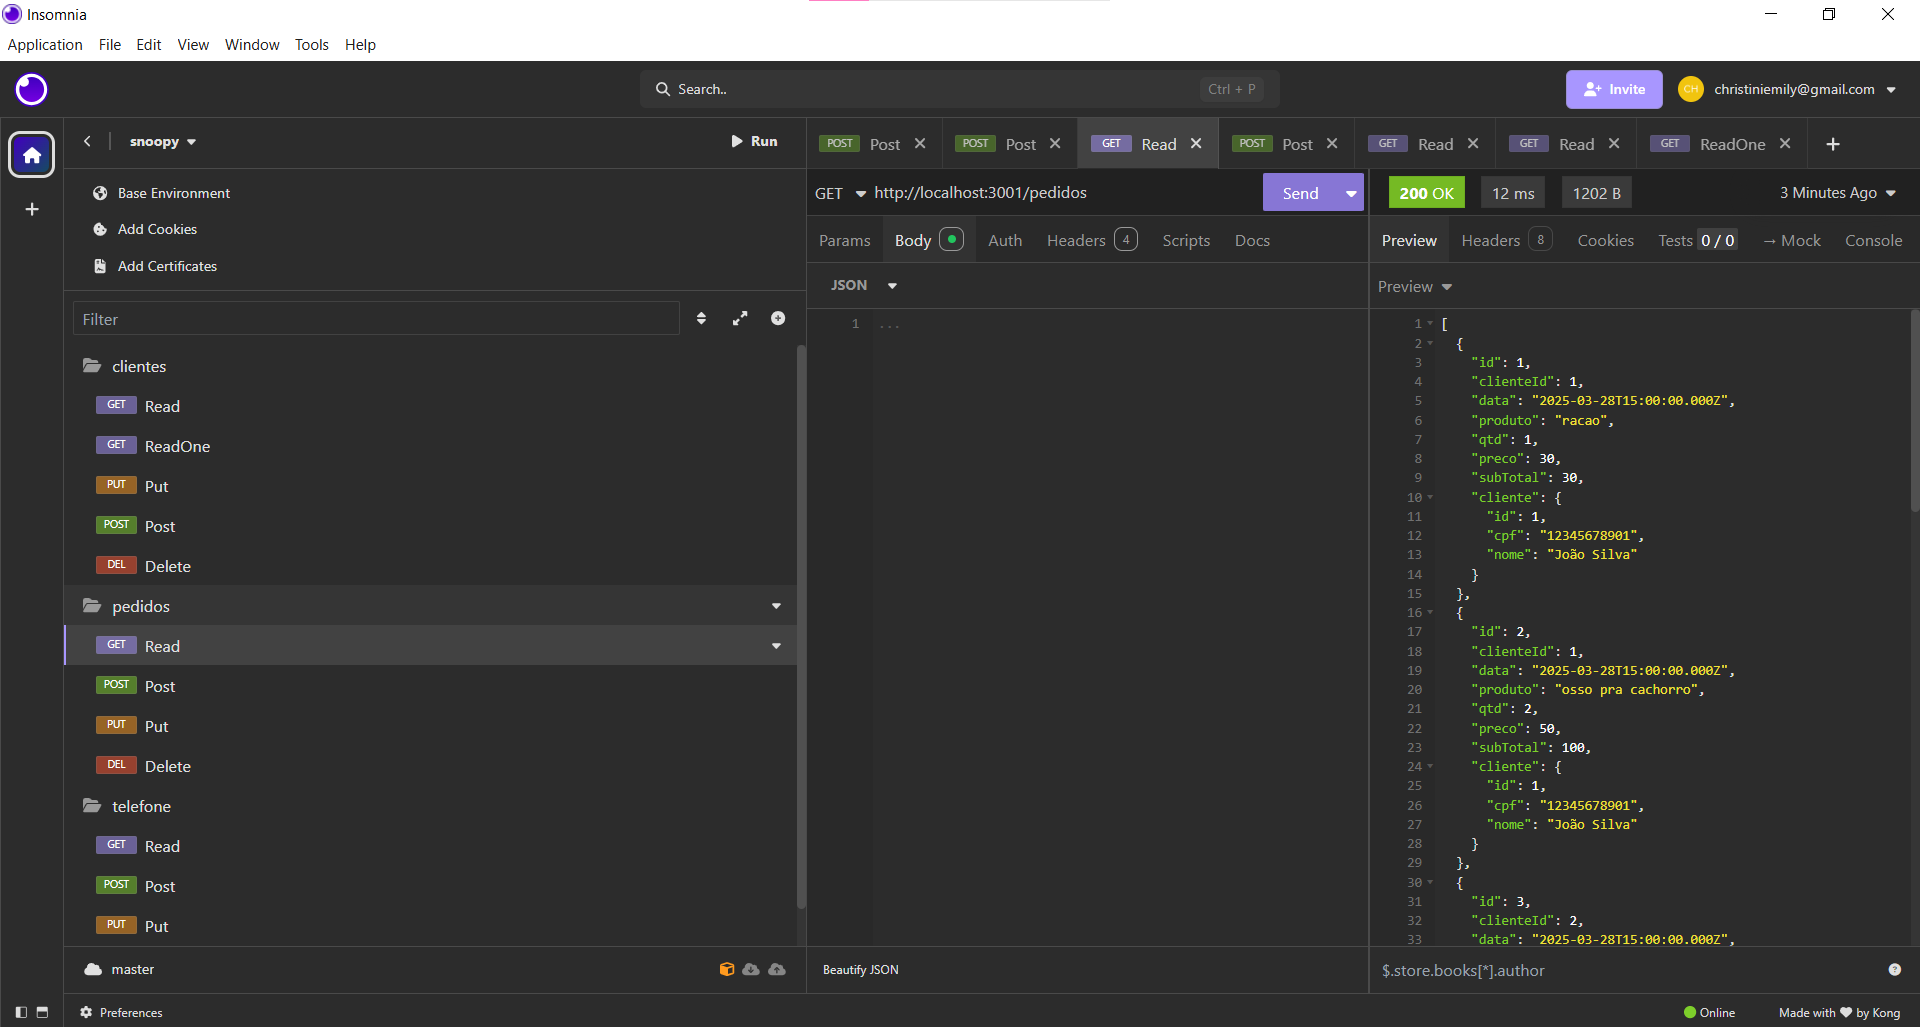 Insomnia
Application File Edit View Window Tools Help
Search.. Ctrl + P
Invite
CH christiniemily@gmail.com
snoopy
Run
Base Environment
Add Cookies
Add Certificates
Filter
clientes
GET Read
GET ReadOne
PUT Put
POST Post
DEL Delete
pedidos
GET Read
POST Post
PUT Put
DEL Delete
telefone
GET Read
POST Post
PUT Put
master
Preferences
POST Post
POST Post
GET Read
POST Post
GET Read
GET Read
GET ReadOne
GET http://localhost:3001/pedidos
Send
Params Body Auth Headers 4 Scripts Docs
JSON
1 ...
Beautify JSON
200 OK 12 ms 1202 B 3 Minutes Ago
Preview Headers 8 Cookies Tests 0 / 0 → Mock Console
Preview
1 [
2 {
3 "id": 1,
4 "clienteId": 1,
5 "data": "2025-03-28T15:00:00.000Z",
6 "produto": "racao",
7 "qtd": 1,
8 "preco": 30,
9 "subTotal": 30,
10 "cliente": {
11 "id": 1,
12 "cpf": "12345678901",
13 "nome": "João Silva"
14 }
15 },
16 {
17 "id": 2,
18 "clienteId": 1,
19 "data": "2025-03-28T15:00:00.000Z",
20 "produto": "osso pra cachorro",
21 "qtd": 2,
22 "preco": 50,
23 "subTotal": 100,
24 "cliente": {
25 "id": 1,
26 "cpf": "12345678901",
27 "nome": "João Silva"
28 }
29 },
30 {
31 "id": 3,
32 "clienteId": 2,
33 "data": "2025-03-28T15:00:00.000Z",
$.store.books[*].author
Online
Made with ♥ by Kong